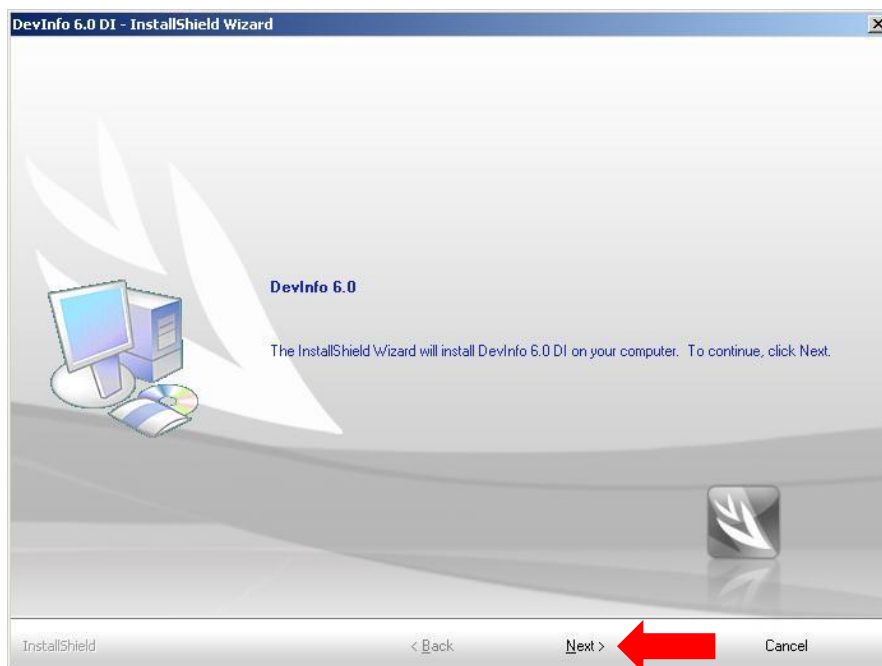 DevInfo 6.0 DI - InstallShield Wizard
DevInfo 6.0
The InstallShield Wizard will install DevInfo 6.0 DI on your computer. To continue, click Next.
InstallShield
< Back
Next >
Cancel